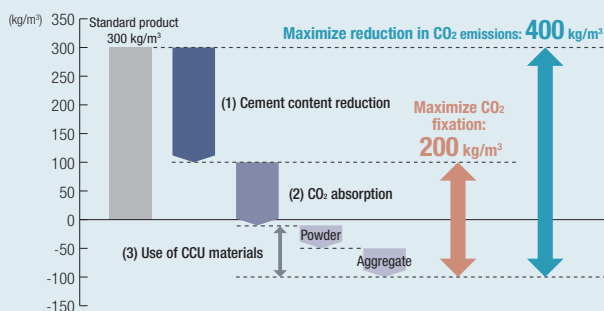 (kg/m³)
350
300
250
200
150
100
50
0
-50
-100
-150
Standard product
300 kg/m³
Maximize reduction in CO₂ emissions: 400 kg/m³
(1) Cement content reduction
Maximize CO₂
fixation:
200 kg/m³
(2) CO₂ absorption
(3) Use of CCU materials
Powder
Aggregate